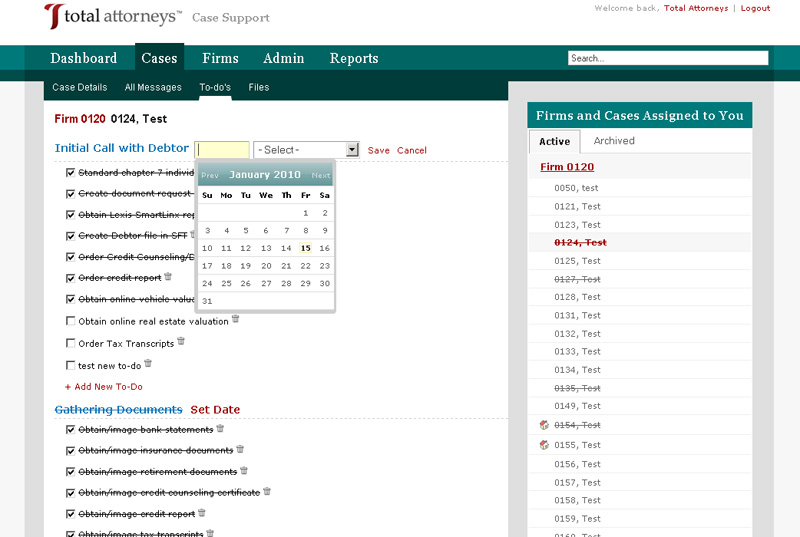 total attorneys™ Case Support
Welcome back, Total Attorneys | Logout
Dashboard Cases Firms Admin Reports
Search...
Case Details All Messages To-do's Files
Firm 0120 0124, Test
Initial Call with Debtor - Select - Save Cancel
Prev January 2010 Next
Su Mo Tu We Th Fr Sa
1 2
3 4 5 6 7 8 9
10 11 12 13 14 15 16
17 18 19 20 21 22 23
24 25 26 27 28 29 30
31
Standard chapter 7 individ
Create document request
Obtain Lexis SmartLinx rep
Create Debtor file in SFT
Order Credit Counseling/D
Order credit report
Obtain online vehicle valua
Obtain online real estate valuation
Order Tax Transcripts
test new to-do
+ Add New To-Do
Gathering Documents Set Date
Obtain/image bank statements
Obtain/image insurance documents
Obtain/image retirement documents
Obtain/image credit counseling certificate
Obtain/image credit report
Obtain/image tax transcripts
Firms and Cases Assigned to You
Active Archived
Firm 0120
0050, test
0121, Test
0123, Test
0124, Test
0125, Test
0127, Test
0128, Test
0131, Test
0132, Test
0133, Test
0134, Test
0135, Test
0149, Test
0154, Test
0155, Test
0156, Test
0157, Test
0158, Test
0159, Test
0160, Test